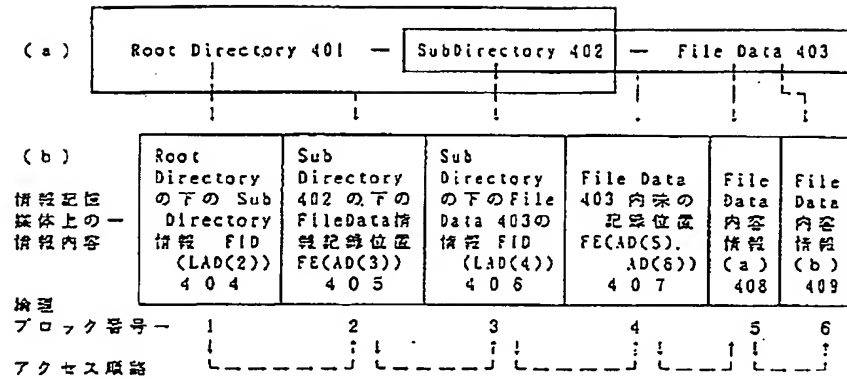 (a)
Root Directory 401 — SubDirectory 402 — File Data 403
(b)
情報記憶
媒体上の—
情報内容
Root
Directory
の下の Sub
Directory
情報 FID
(LAD(2))
404
Sub
Directory
402 の下の
FileData情
報記録位置
FE(AD(3))
405
Sub
Directory
の下のFile
Data 403の
情報 FID
(LAD(4))
406
File Data
403 内容の
記録位置
FE(AD(5),
AD(6))
407
File
Data
内容
情報
(a)
408
File
Data
内容
情報
(b)
409
論理
ブロック番号— 1 2 3 4 5 6
アクセス順路